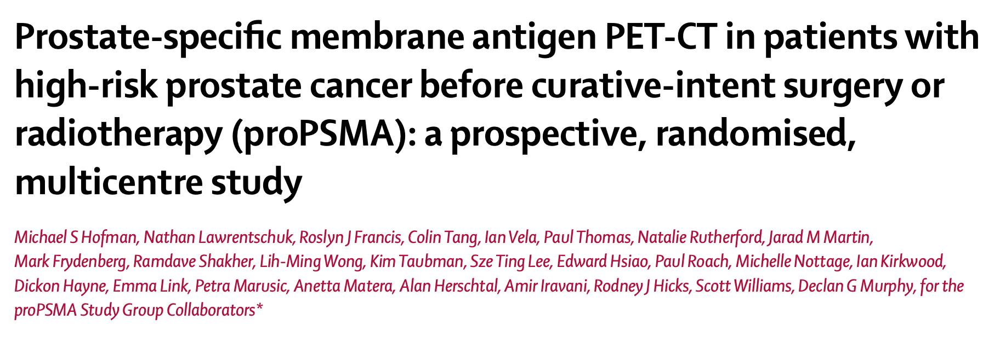 Prostate-specific membrane antigen PET-CT in patients with
high-risk prostate cancer before curative-intent surgery or
radiotherapy (proPSMA): a prospective, randomised,
multicentre study
Michael S Hofman, Nathan Lawrentschuk, Roslyn J Francis, Colin Tang, Ian Vela, Paul Thomas, Natalie Rutherford, Jarad M Martin,
Mark Frydenberg, Ramdave Shakher, Lih-Ming Wong, Kim Taubman, Sze Ting Lee, Edward Hsiao, Paul Roach, Michelle Nottage, Ian Kirkwood,
Dickon Hayne, Emma Link, Petra Marusic, Anetta Matera, Alan Herschtal, Amir Iravani, Rodney J Hicks, Scott Williams, Declan G Murphy, for the
proPSMA Study Group Collaborators*